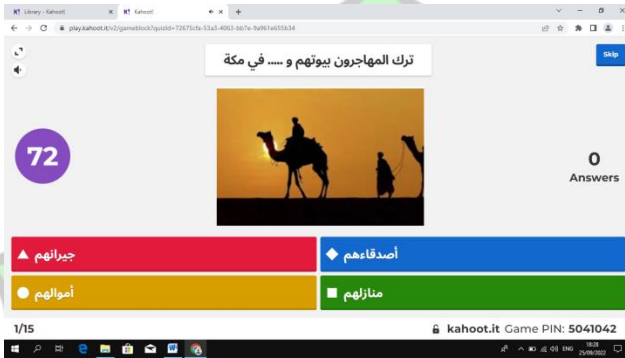 Library - Kahoot!
Kahoot!
play.kahoot.it/v2/gameblock?quizId=72675cfa-53a3-4063-bb7e-9a961e655b34
ترك المهاجرون بيوتهم و ..... في مكة
Skip
72
0
Answers
جيرانهم
أصدقاءهم
أموالهم
منازلهم
1/15
kahoot.it Game PIN: 5041042
ENG
18:28
25/09/2022